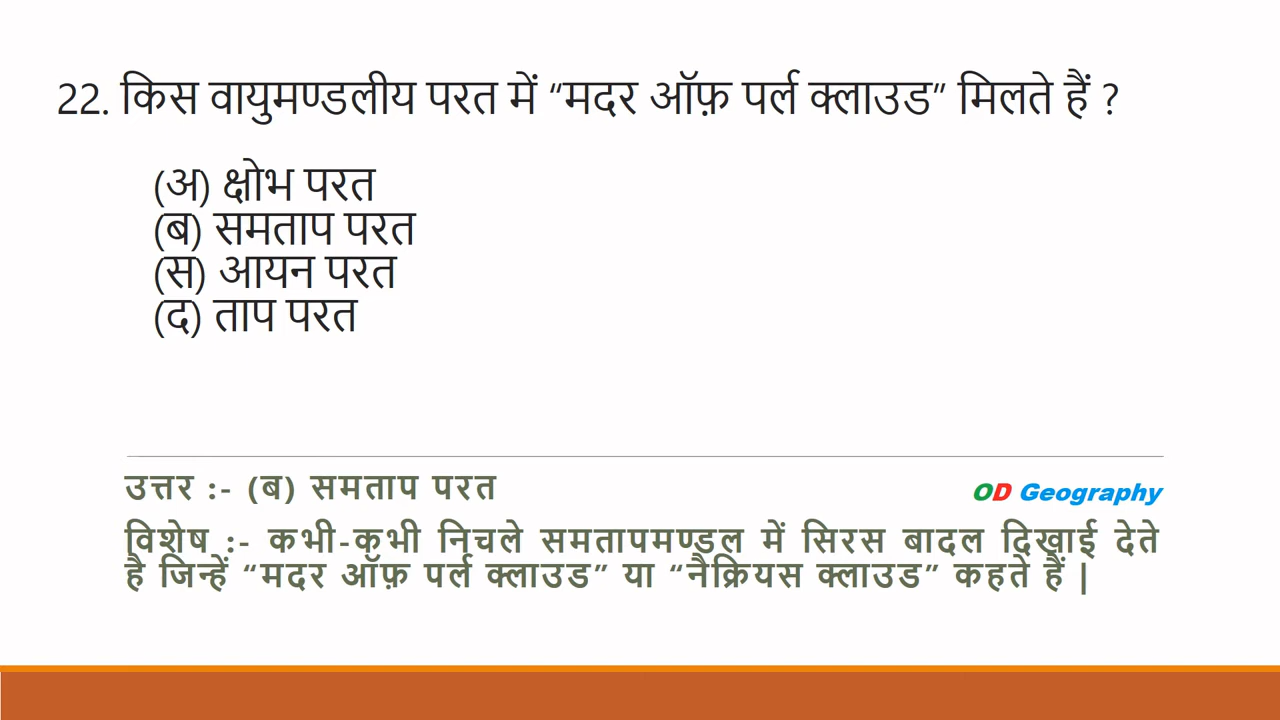 22. किस वायुमण्डलीय परत में “मदर ऑफ़ पर्ल क्लाउड” मिलते हैं ?
(अ) क्षोभ परत
(ब) समताप परत
(स) आयन परत
(द) ताप परत
उत्तर :- (ब) समताप परत
OD Geography
विशेष :- कभी-कभी निचले समतापमण्डल में सिरस बादल दिखाई देते
है जिन्हें “मदर ऑफ़ पर्ल क्लाउड” या “नैक्रियस क्लाउड” कहते हैं |